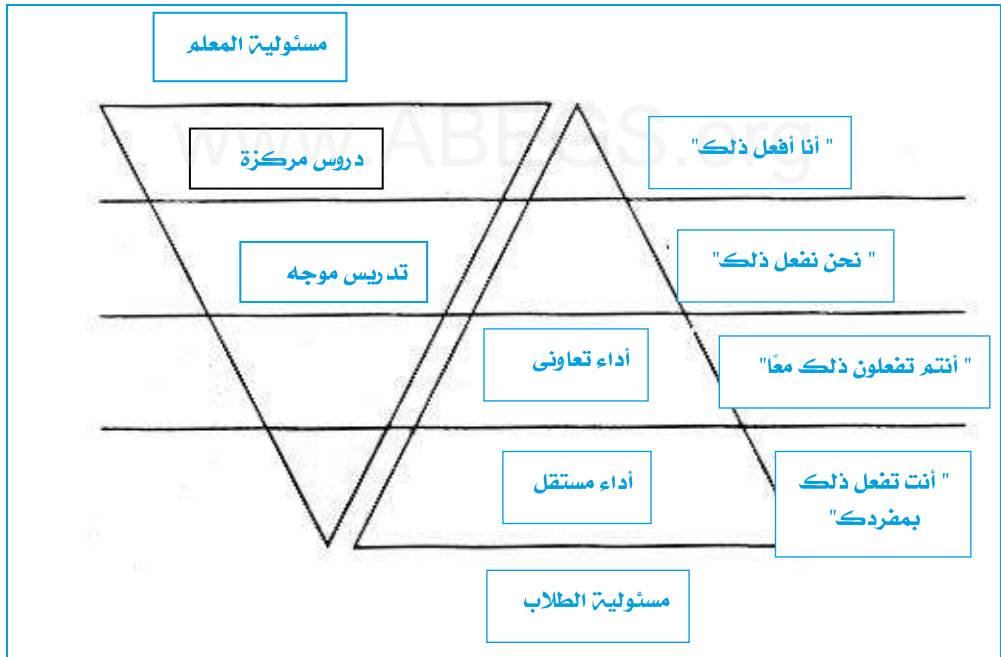 مسئولية المعلم
www.ABEGS.org
دروس مركزة
" أنا أفعل ذلك"
تدريس موجه
" نحن نفعل ذلك"
أداء تعاونى
" أنتم تفعلون ذلك معًا"
أداء مستقل
" أنت تفعل ذلك
بمفردك"
مسئولية الطلاب